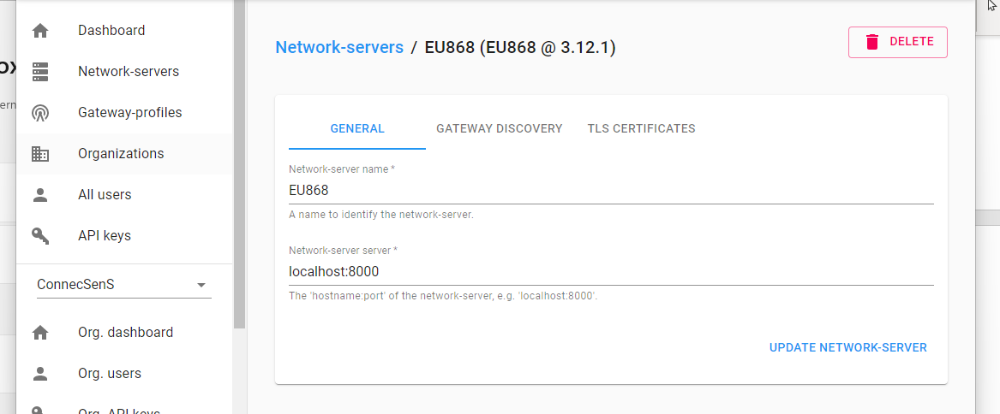 Dashboard
Network-servers
Gateway-profiles
Organizations
All users
API keys
ConnecSenS
Org. dashboard
Org. users
Org. API keys
Network-servers / EU868 (EU868 @ 3.12.1)
DELETE
GENERAL GATEWAY DISCOVERY TLS CERTIFICATES
Network-server name *
EU868
A name to identify the network-server.
Network-server server *
localhost:8000
The 'hostname:port' of the network-server, e.g. 'localhost:8000'.
UPDATE NETWORK-SERVER